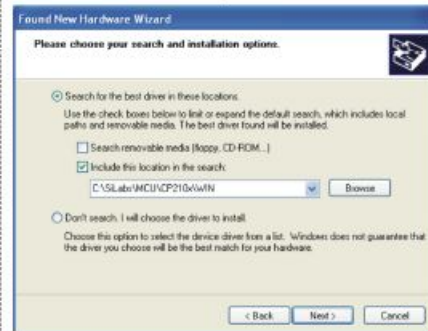 Found New Hardware Wizard
Please choose your search and installation options.
Search for the best driver in these locations.
Use the check boxes below to limit or expand the default search, which includes local
paths and removable media. The best driver found will be installed.
Search removable media (floppy, CD-ROM...)
Include this location in the search:
C:\SiLabs\MCU\CP210x\WIN
Browse
Don't search. I will choose the driver to install.
Choose this option to select the device driver from a list. Windows does not guarantee that
the driver you choose will be the best match for your hardware.
< Back
Next >
Cancel